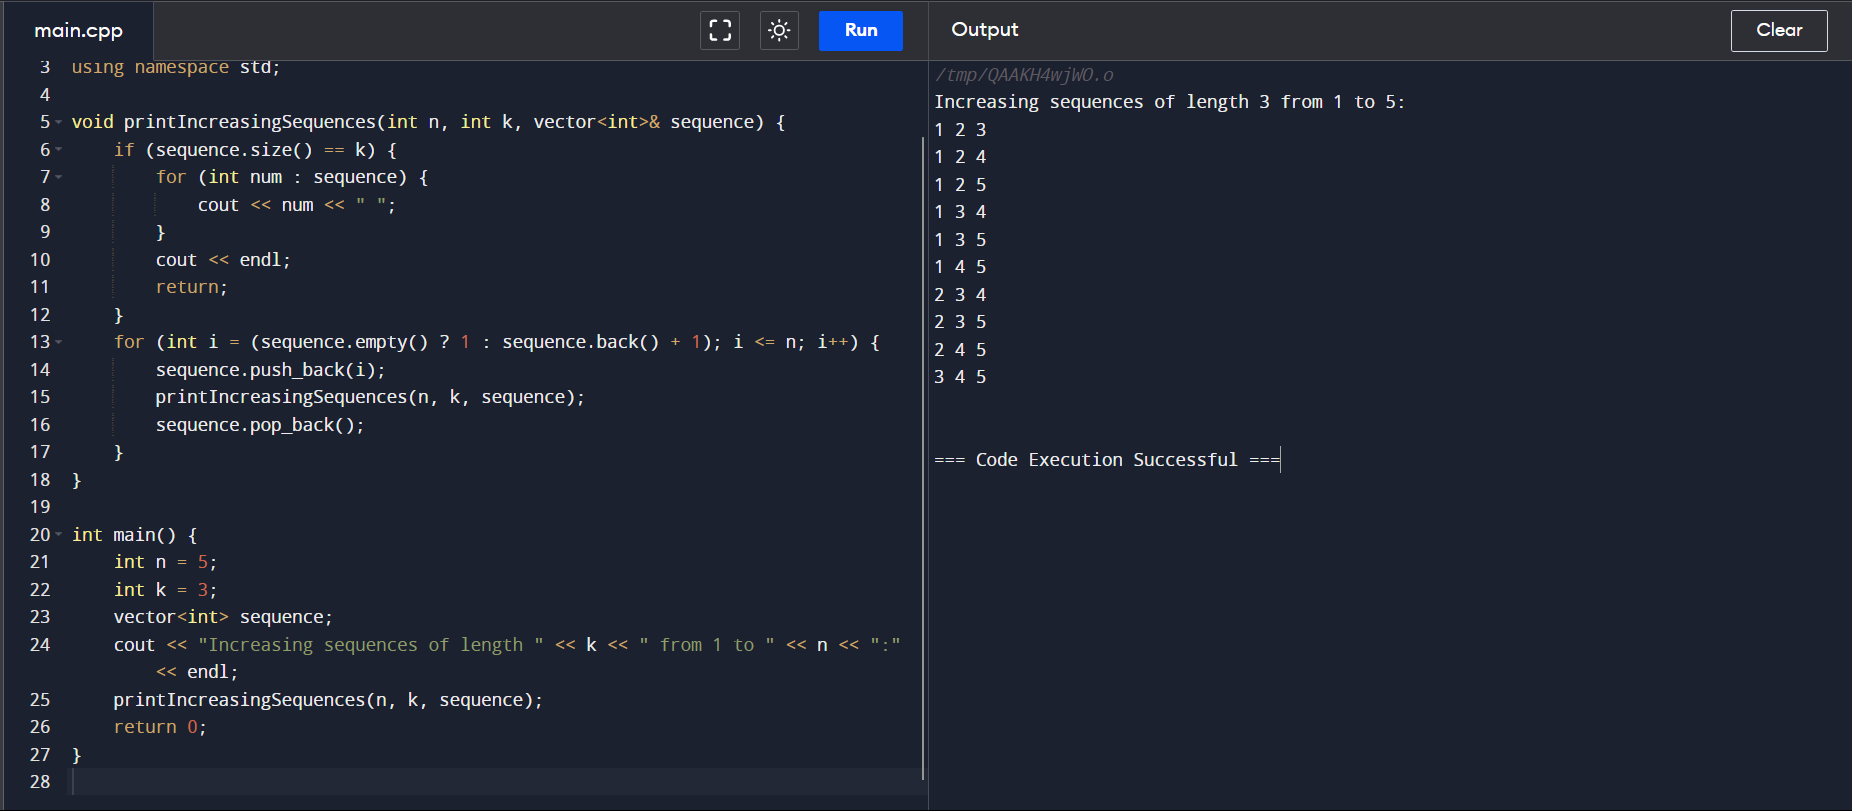 main.cpp
Run
3 using namespace std;
4
5 void printIncreasingSequences(int n, int k, vector<int>& sequence) {
6     if (sequence.size() == k) {
7         for (int num : sequence) {
8             cout << num << " ";
9         }
10         cout << endl;
11         return;
12     }
13     for (int i = (sequence.empty() ? 1 : sequence.back() + 1); i <= n; i++) {
14         sequence.push_back(i);
15         printIncreasingSequences(n, k, sequence);
16         sequence.pop_back();
17     }
18 }
19
20 int main() {
21     int n = 5;
22     int k = 3;
23     vector<int> sequence;
24     cout << "Increasing sequences of length " << k << " from 1 to " << n << ":"
        << endl;
25     printIncreasingSequences(n, k, sequence);
26     return 0;
27 }
28
Output
Clear
/tmp/QAAKH4wjWO.o
Increasing sequences of length 3 from 1 to 5:
1 2 3
1 2 4
1 2 5
1 3 4
1 3 5
1 4 5
2 3 4
2 3 5
2 4 5
3 4 5
=== Code Execution Successful ===